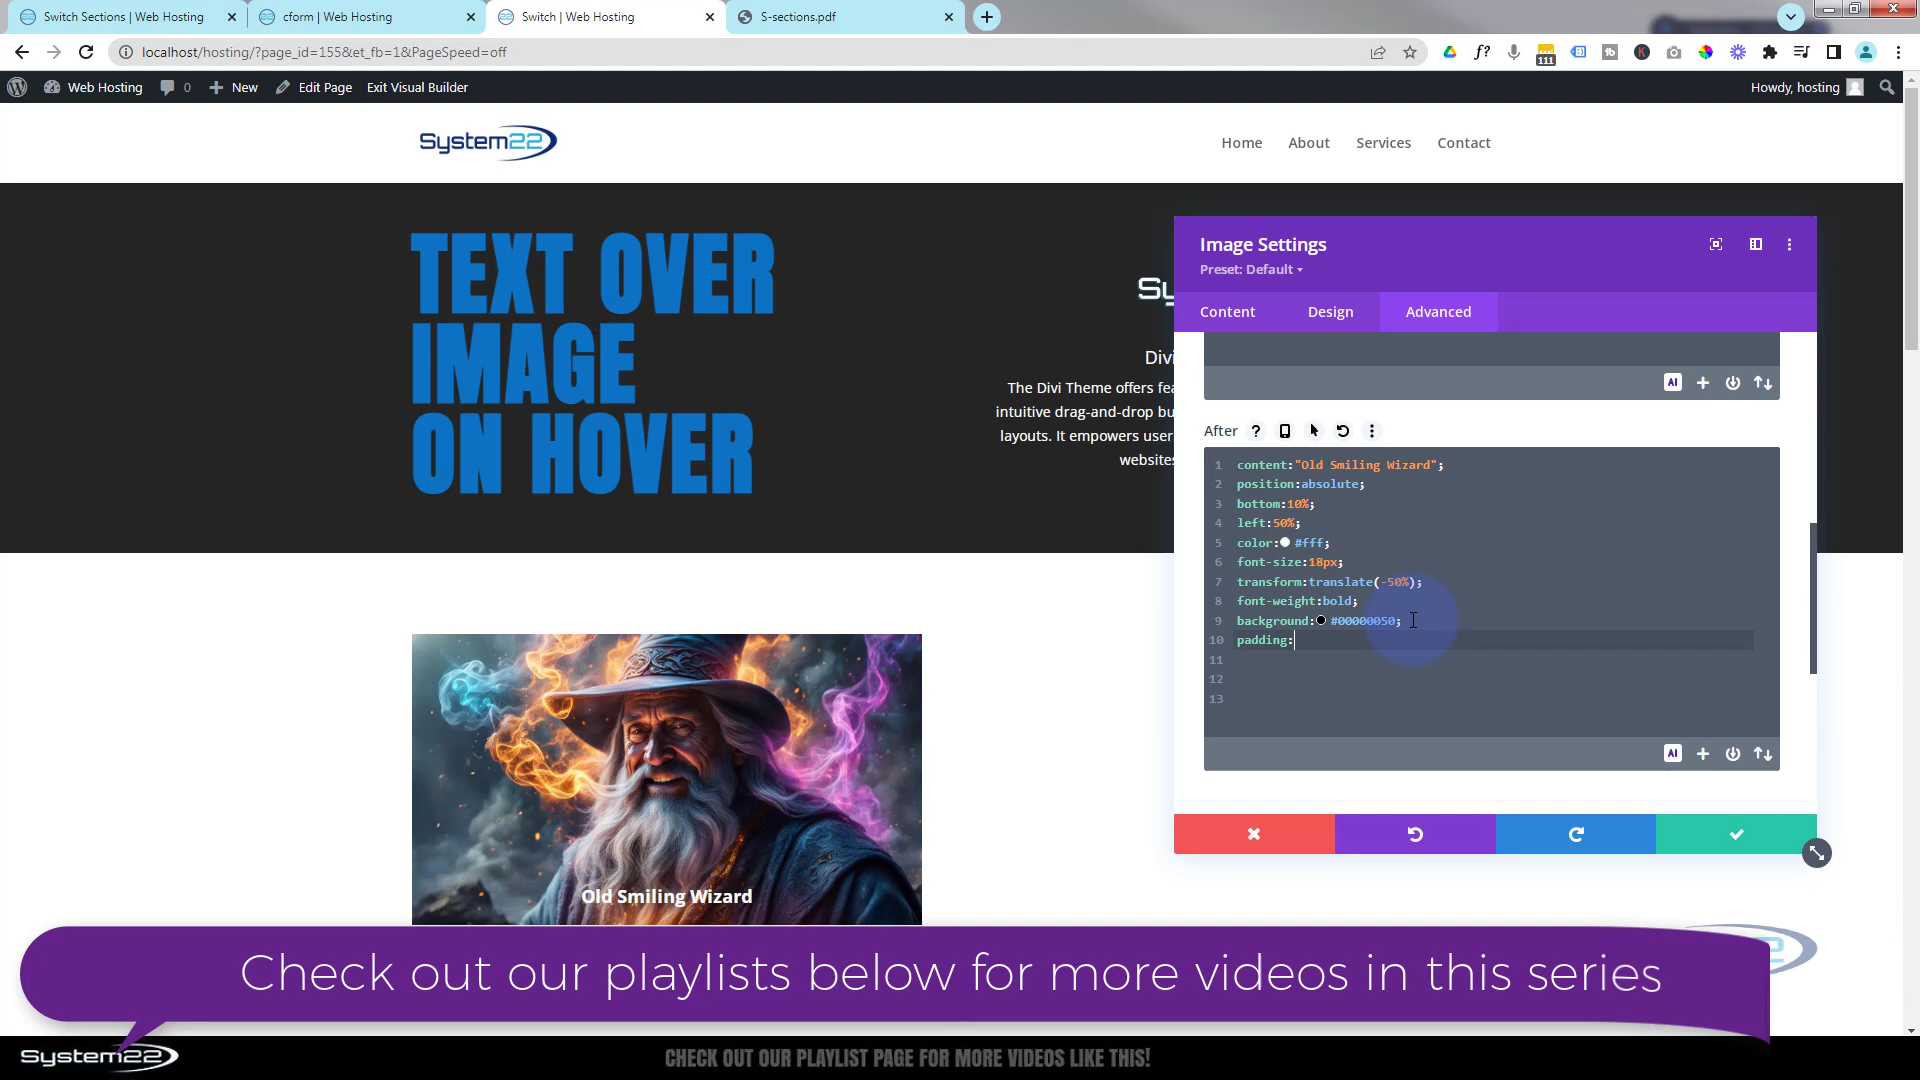 Switch Sections | Web Hosting
cform | Web Hosting
Switch | Web Hosting
S-sections.pdf
localhost/hosting/?page_id=155&et_fb=1&PageSpeed=off
111
Web Hosting
0
New
Edit Page
Exit Visual Builder
Howdy, hosting
System22
Home
About
Services
Contact
TEXT OVER
IMAGE
ON HOVER
Sy
Divi
The Divi Theme offers fea
intuitive drag-and-drop bu
layouts. It empowers user
websites
Image Settings
Preset: Default
Content
Design
Advanced
AI
After
1 content:"Old Smiling Wizard";
2 position:absolute;
3 bottom:10%;
4 left:50%;
5 color: #fff;
6 font-size:18px;
7 transform:translate(-50%);
8 font-weight:bold;
9 background: #00000050;
10 padding:
11
12
13
AI
Old Smiling Wizard
Check out our playlists below for more videos in this series
System22
CHECK OUT OUR PLAYLIST PAGE FOR MORE VIDEOS LIKE THIS!